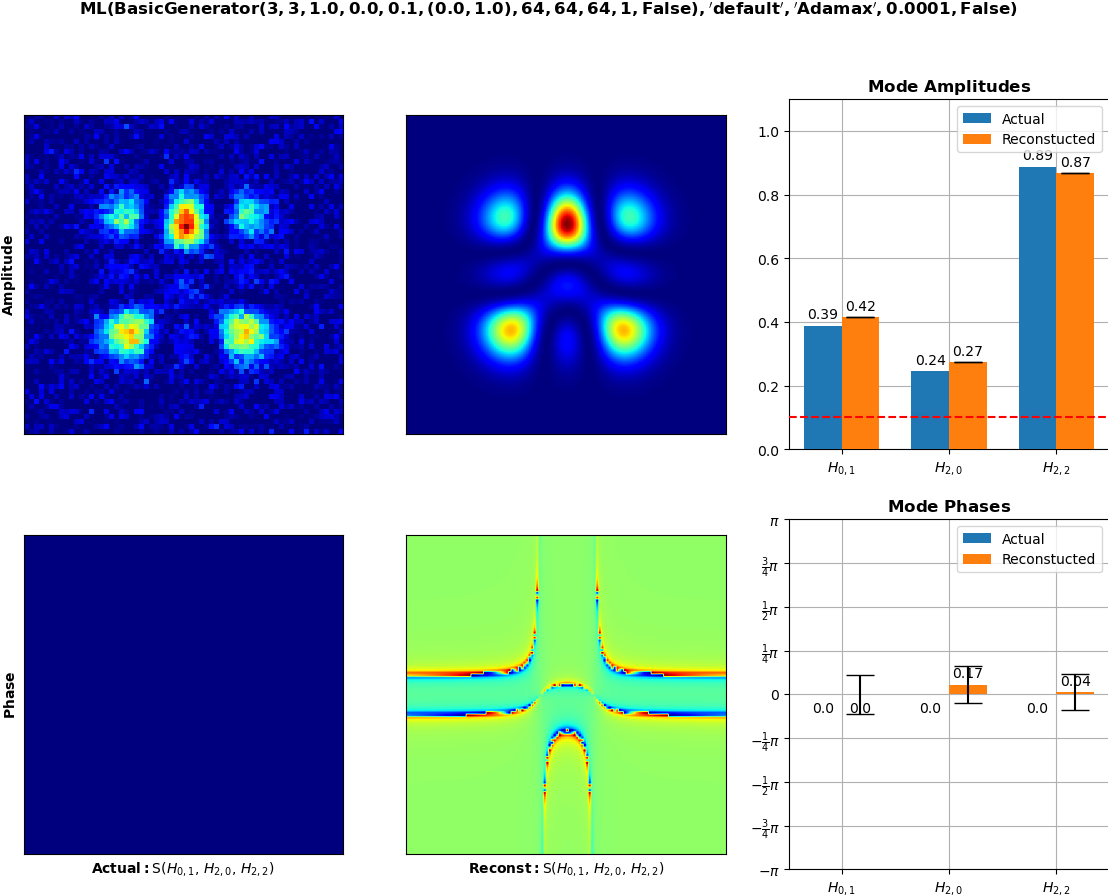 ML(BasicGenerator(3, 3, 1.0, 0.0, 0.1, (0.0, 1.0), 64, 64, 64, 1, False), ′default′, ′Adamax′, 0.0001, False)
Amplitude
Mode Amplitudes
Actual
Reconstucted
1.0
0.8
0.6
0.4
0.2
0.0
0.39
0.42
0.24
0.27
0.89
0.87
H0, 1
H2, 0
H2, 2
Phase
Actual: S(H0, 1, H2, 0, H2, 2)
Reconst: S(H0, 1, H2, 0, H2, 2)
Mode Phases
Actual
Reconstucted
π
3/4π
1/2π
1/4π
0
−1/4π
−1/2π
−3/4π
−π
0.0
0.0
0.0
0.17
0.0
0.04
H0, 1
H2, 0
H2, 2